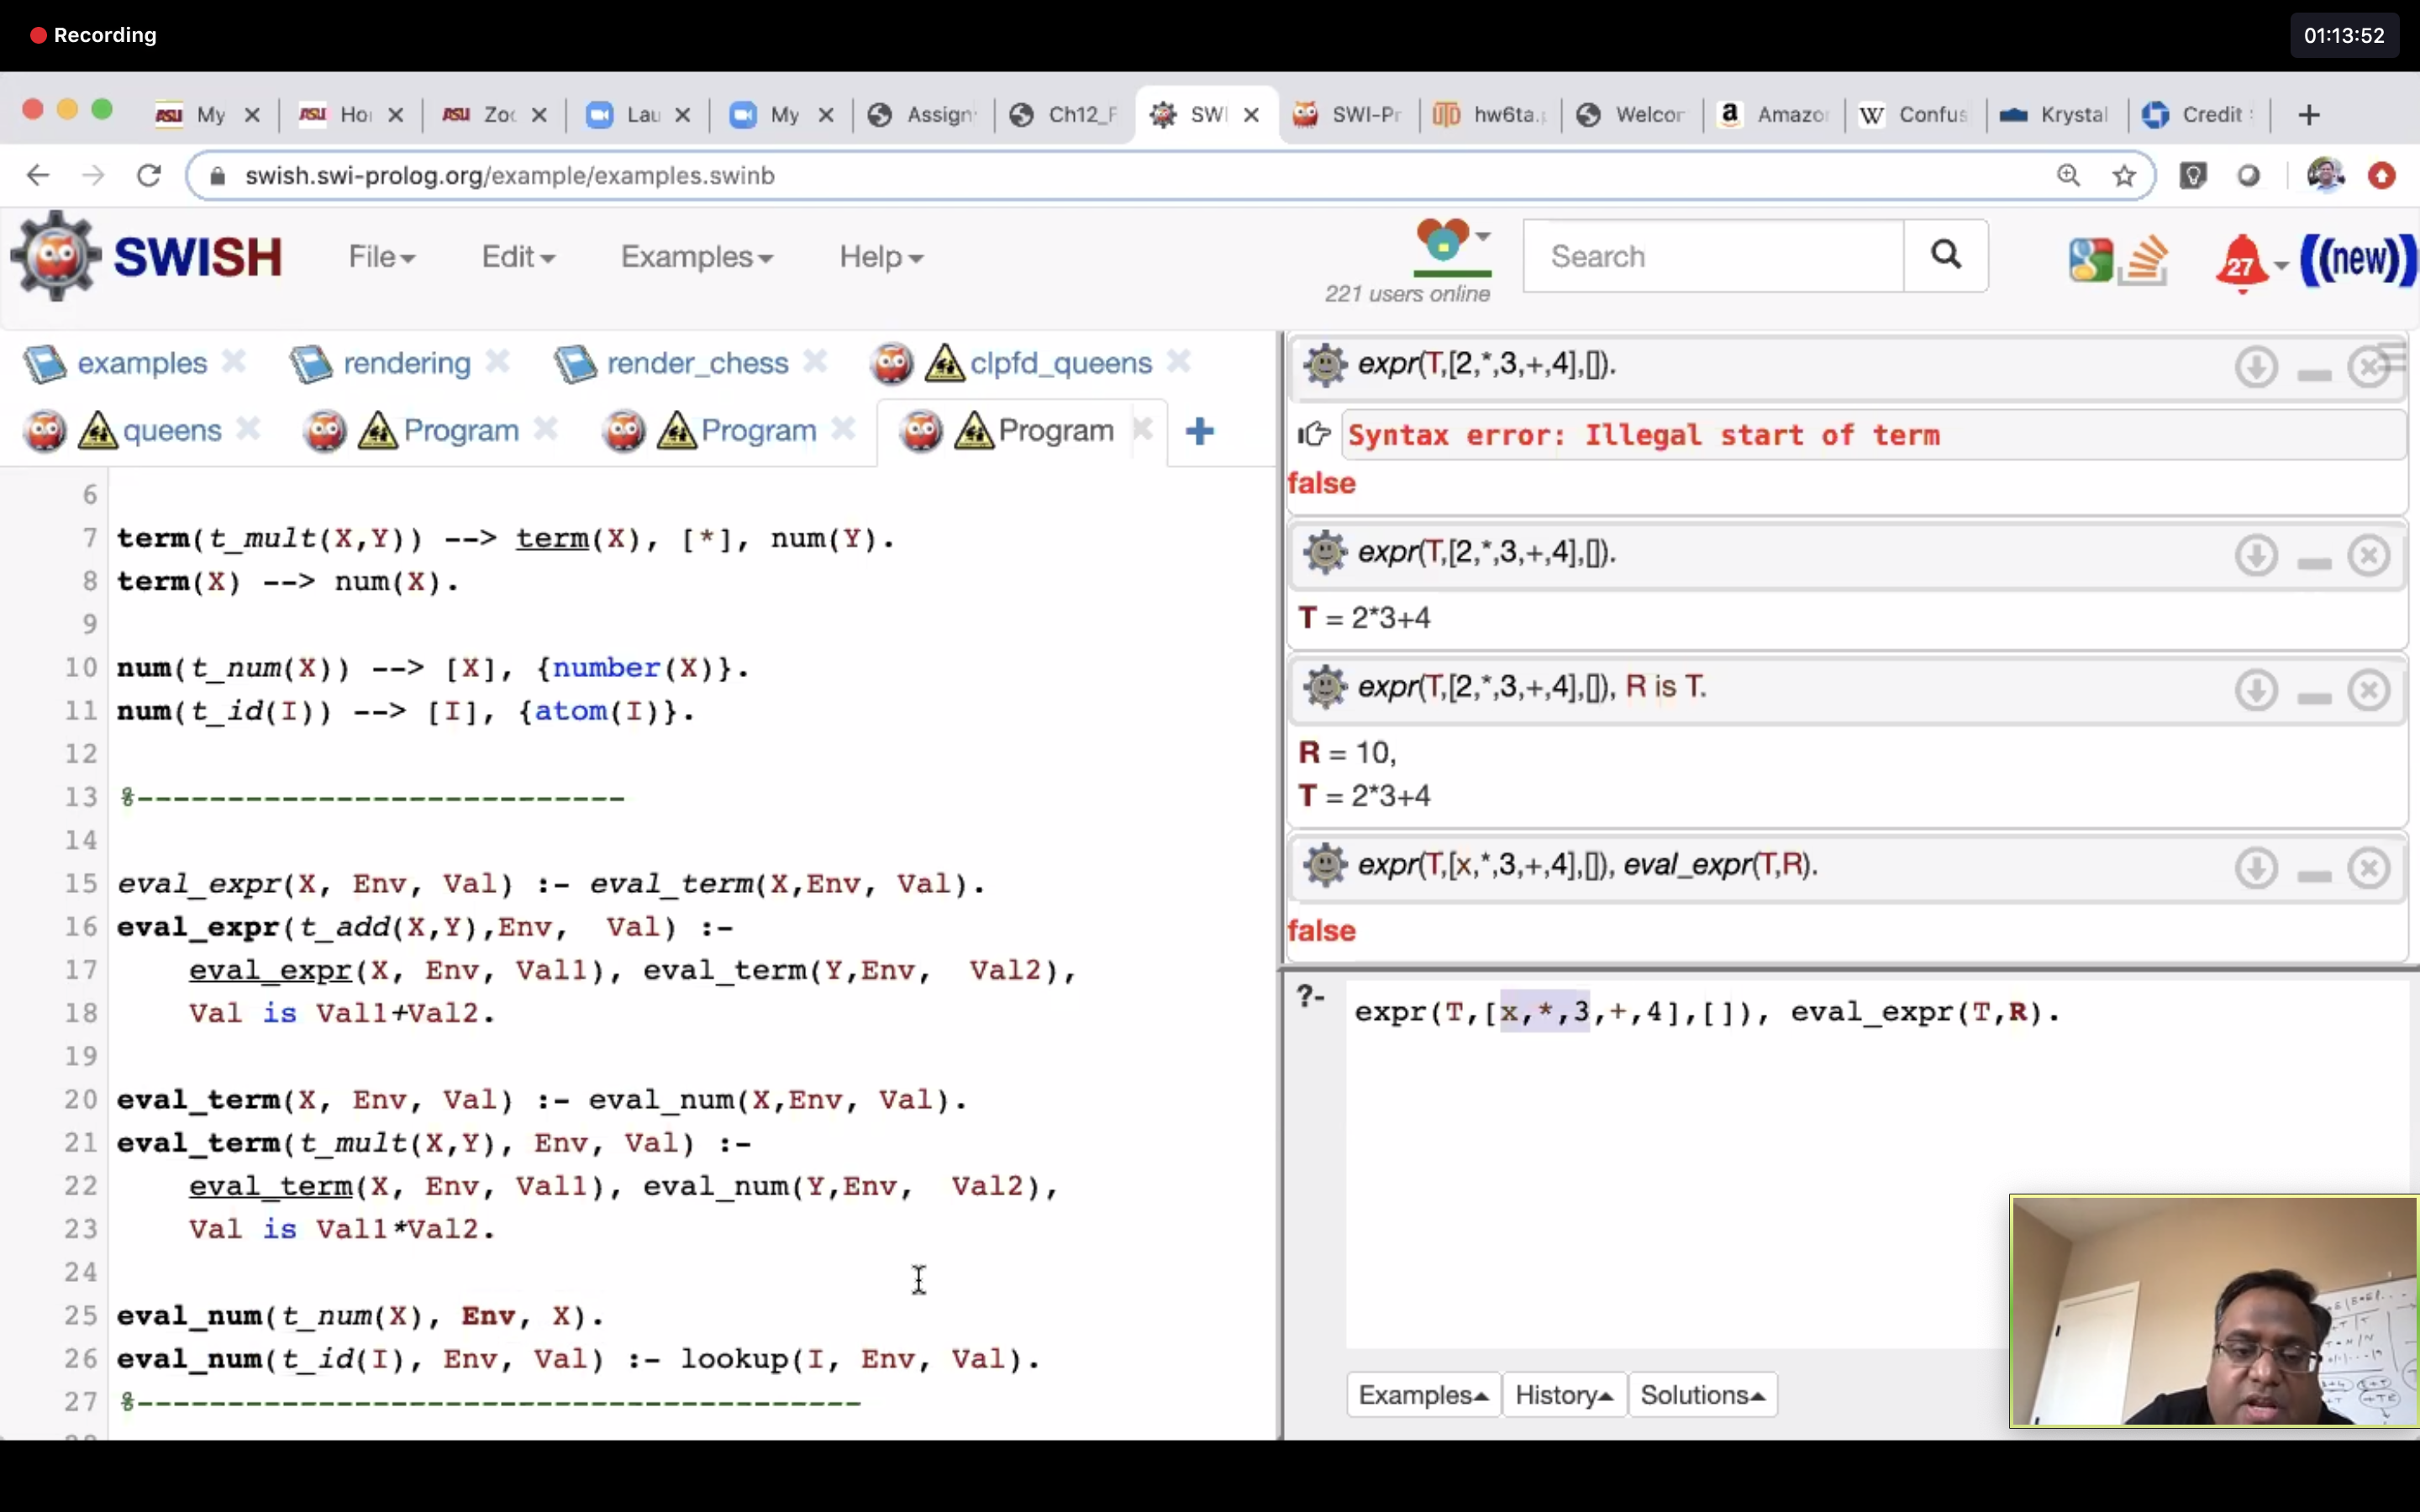 Recording
01:13:52
My
Ho
Zoc
Lau
My
Assign
Ch12_F
SWI
SWI-Pr
hw6ta.p
Welcor
Amazo
Confus
Krystal
Credit
swish.swi-prolog.org/example/examples.swinb
SWISH
File
Edit
Examples
Help
221 users online
Search
27
((new))
examples
rendering
render_chess
clpfd_queens
queens
Program
Program
Program
6
7 term(t_mult(X,Y)) --> term(X), [*], num(Y).
8 term(X) --> num(X).
9
10 num(t_num(X)) --> [X], {number(X)}.
11 num(t_id(I)) --> [I], {atom(I)}.
12
13 %---------------------------
14
15 eval_expr(X, Env, Val) :- eval_term(X,Env, Val).
16 eval_expr(t_add(X,Y),Env,  Val) :-
17     eval_expr(X, Env, Val1), eval_term(Y,Env,  Val2),
18     Val is Val1+Val2.
19
20 eval_term(X, Env, Val) :- eval_num(X,Env, Val).
21 eval_term(t_mult(X,Y), Env, Val) :-
22     eval_term(X, Env, Val1), eval_num(Y,Env,  Val2),
23     Val is Val1*Val2.
24
25 eval_num(t_num(X), Env, X).
26 eval_num(t_id(I), Env, Val) :- lookup(I, Env, Val).
27 %----------------------------------------
expr(T,[2,*,3,+,4],[]).
Syntax error: Illegal start of term
false
expr(T,[2,*,3,+,4],[]).
T = 2*3+4
expr(T,[2,*,3,+,4],[]), R is T.
R = 10,
T = 2*3+4
expr(T,[x,*,3,+,4],[]), eval_expr(T,R).
false
?- expr(T,[x,*,3,+,4],[]), eval_expr(T,R).
Examples
History
Solutions